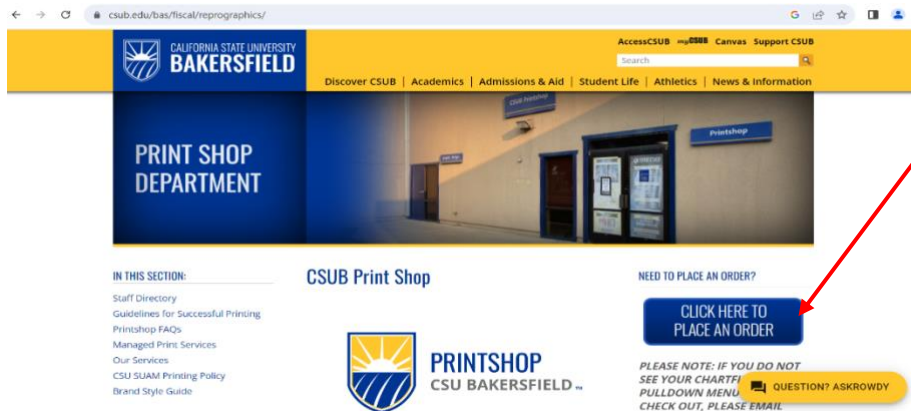 csub.edu/bas/fiscal/reprographics/
AccessCSUB myCSUB Canvas Support CSUB
CALIFORNIA STATE UNIVERSITY
BAKERSFIELD
Search
Discover CSUB | Academics | Admissions & Aid | Student Life | Athletics | News & Information
CSUB Printshop
Printshop
PRINT SHOP
DEPARTMENT
IN THIS SECTION:
Staff Directory
Guidelines for Successful Printing
Printshop FAQs
Managed Print Services
Our Services
CSU SUAM Printing Policy
Brand Style Guide
CSUB Print Shop
PRINTSHOP
CSU BAKERSFIELD TM
NEED TO PLACE AN ORDER?
CLICK HERE TO
PLACE AN ORDER
PLEASE NOTE: IF YOU DO NOT
SEE YOUR CHARTFI
PULLDOWN MENU
CHECK OUT, PLEASE EMAIL
QUESTION? ASKROWDY